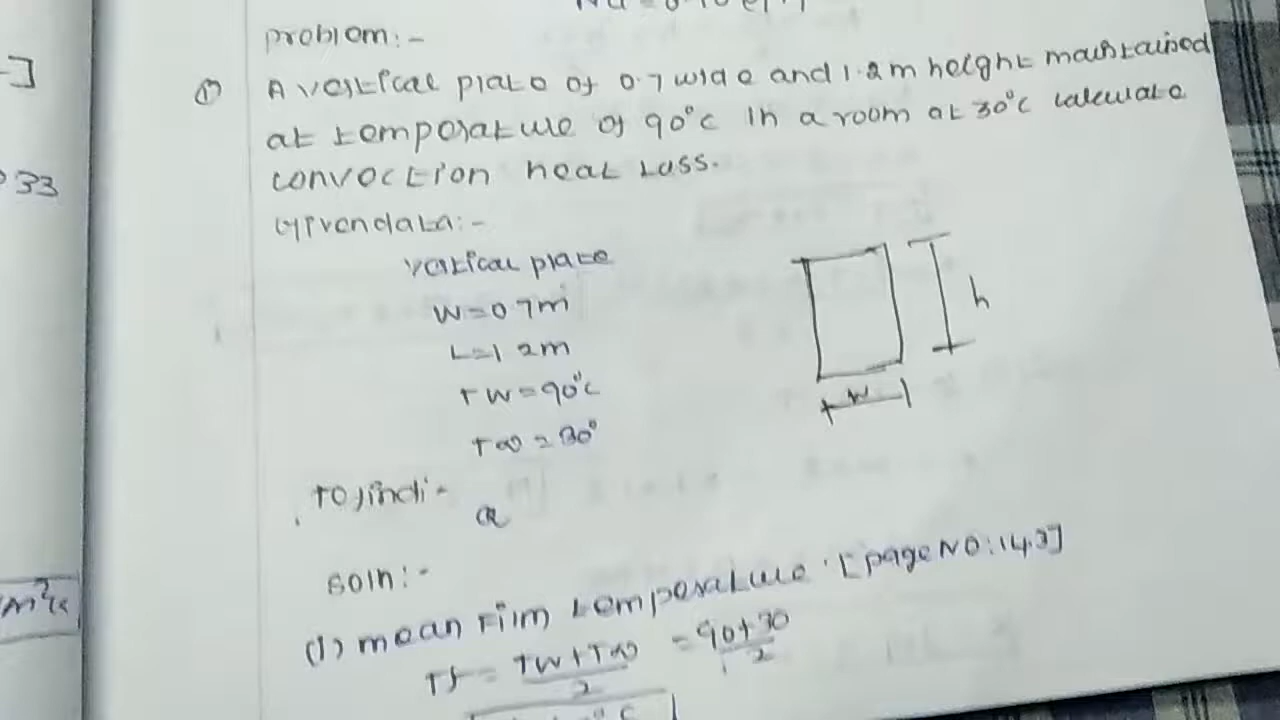 problem:-
① A vertical plate of 0.7 wide and 1.2m height maintained
at temperature of 90°C in a room at 30°C calculate
convection heat loss.
Given data:-
vertical plate
W=0.7m
L=1.2m
TW=90°C
T∞=30°
h
W
To find:-
Q
soln:-
(1) mean Film temperature. [page NO:143]
Tf = TW+T∞/2 = 90+30/2
]
33
m²k